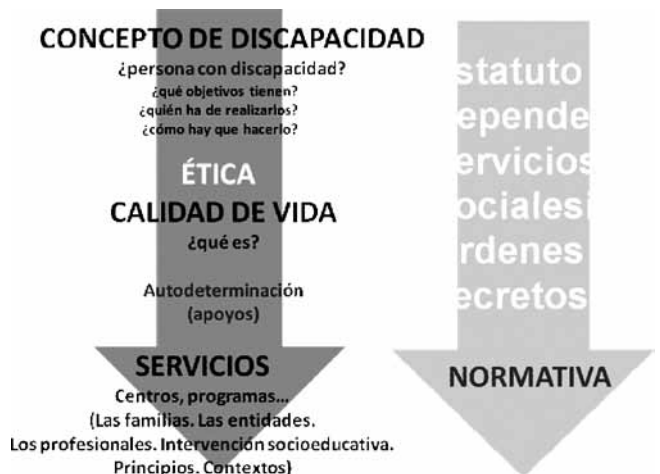 CONCEPTO DE DISCAPACIDAD
¿persona con discapacidad?
¿qué objetivos tienen?
¿quién ha de realizarlos?
¿cómo hay que hacerlo?
ÉTICA
CALIDAD DE VIDA
¿qué es?
Autodeterminación
(apoyos)
SERVICIOS
Centros, programas...
(Las familias. Las entidades.
Los profesionales. Intervención socioeducativa.
Principios. Contextos)
statuto
epende
ervicios
ociales
rdenes
ecretos
NORMATIVA